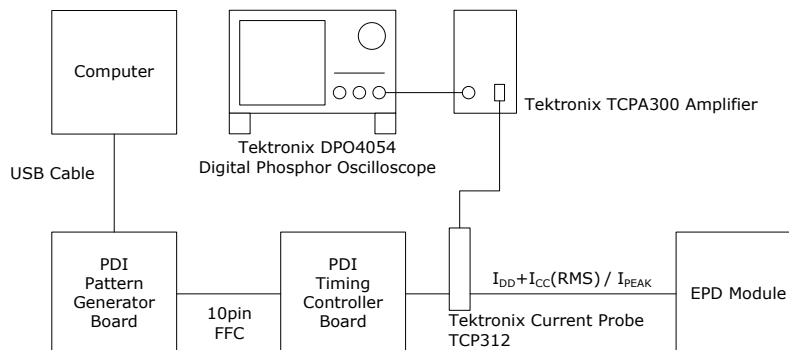 Computer
Tektronix TCPA300 Amplifier
Tektronix DPO4054
Digital Phosphor Oscilloscope
USB Cable
PDI
Pattern
Generator
Board
10pin
FFC
PDI
Timing
Controller
Board
IDD+ICC(RMS) / IPEAK
EPD Module
Tektronix Current Probe
TCP312